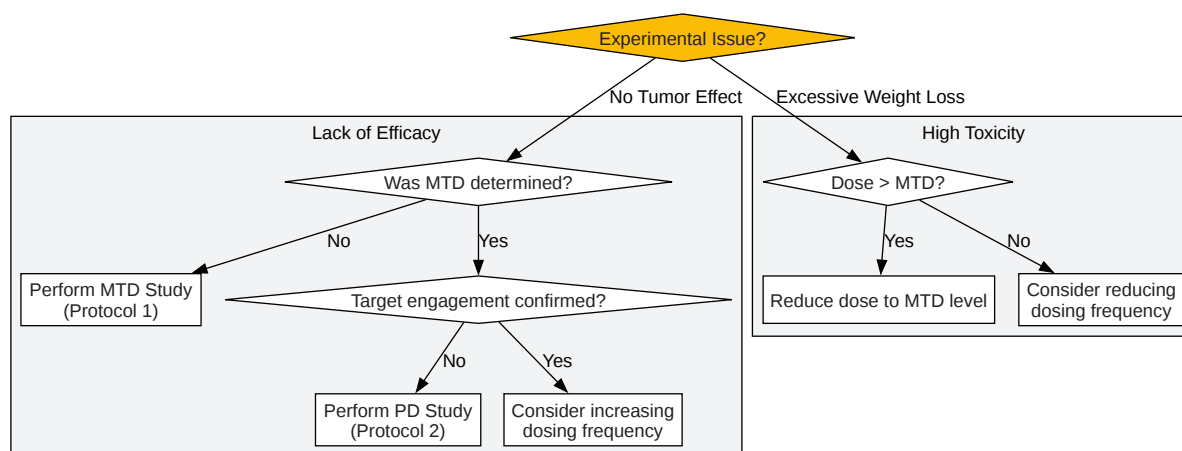 Experimental Issue?
No Tumor Effect
Excessive Weight Loss
Lack of Efficacy
High Toxicity
Was MTD determined?
Dose > MTD?
No
Yes
Yes
No
Perform MTD Study
(Protocol 1)
Target engagement confirmed?
Reduce dose to MTD level
Consider reducing
dosing frequency
No
Yes
Perform PD Study
(Protocol 2)
Consider increasing
dosing frequency